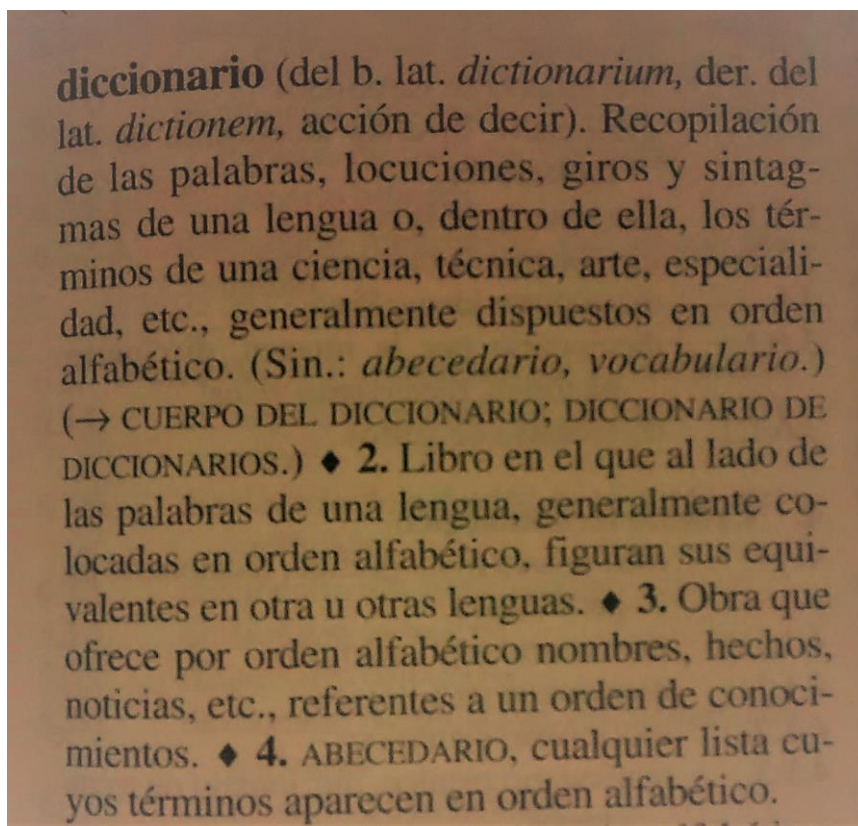 diccionario (del b. lat. dictionarium, der. del
lat. dictionem, acción de decir). Recopilación
de las palabras, locuciones, giros y sintag-
mas de una lengua o, dentro de ella, los tér-
minos de una ciencia, técnica, arte, especiali-
dad, etc., generalmente dispuestos en orden
alfabético. (Sin.: abecedario, vocabulario.)
(→ CUERPO DEL DICCIONARIO; DICCIONARIO DE
DICCIONARIOS.) ♦ 2. Libro en el que al lado de
las palabras de una lengua, generalmente co-
locadas en orden alfabético, figuran sus equi-
valentes en otra u otras lenguas. ♦ 3. Obra que
ofrece por orden alfabético nombres, hechos,
noticias, etc., referentes a un orden de conoci-
mientos. ♦ 4. ABECEDARIO, cualquier lista cu-
yos términos aparecen en orden alfabético.